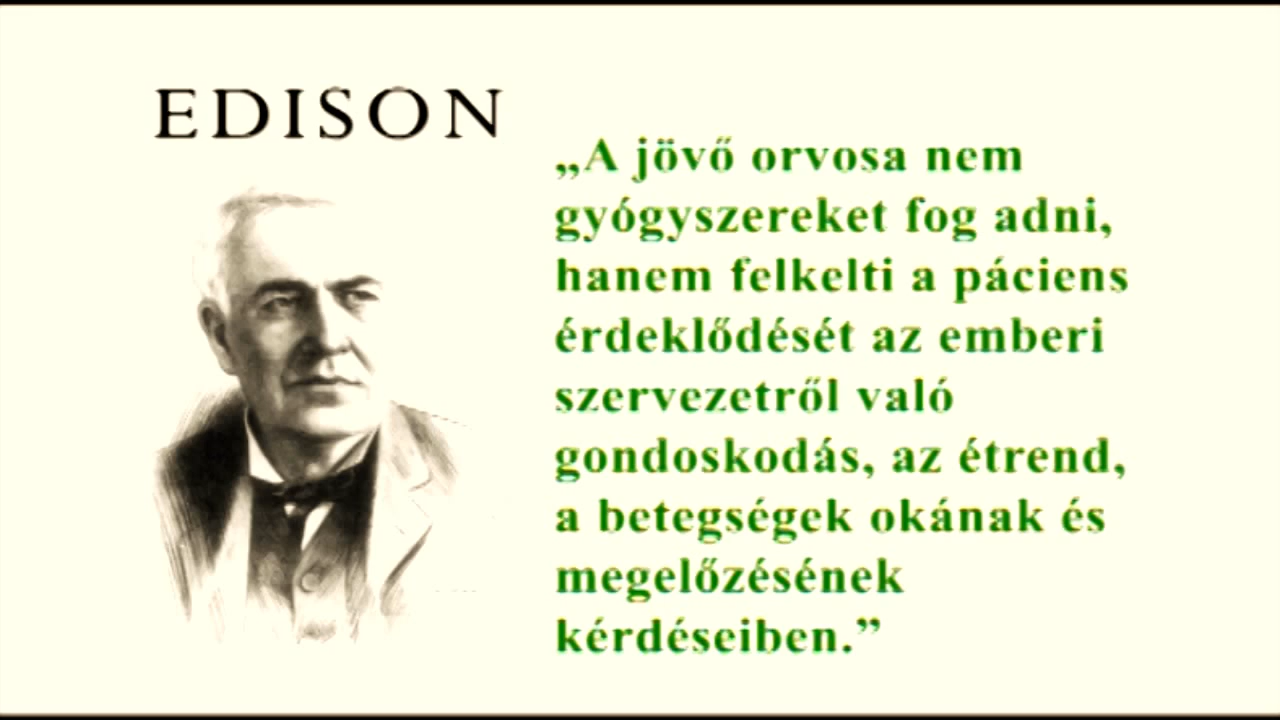 EDISON
„A jövő orvosa nem
gyógyszereket fog adni,
hanem felkelti a páciens
érdeklődését az emberi
szervezetről való
gondoskodás, az étrend,
a betegségek okának és
megelőzésének
kérdéseiben.”